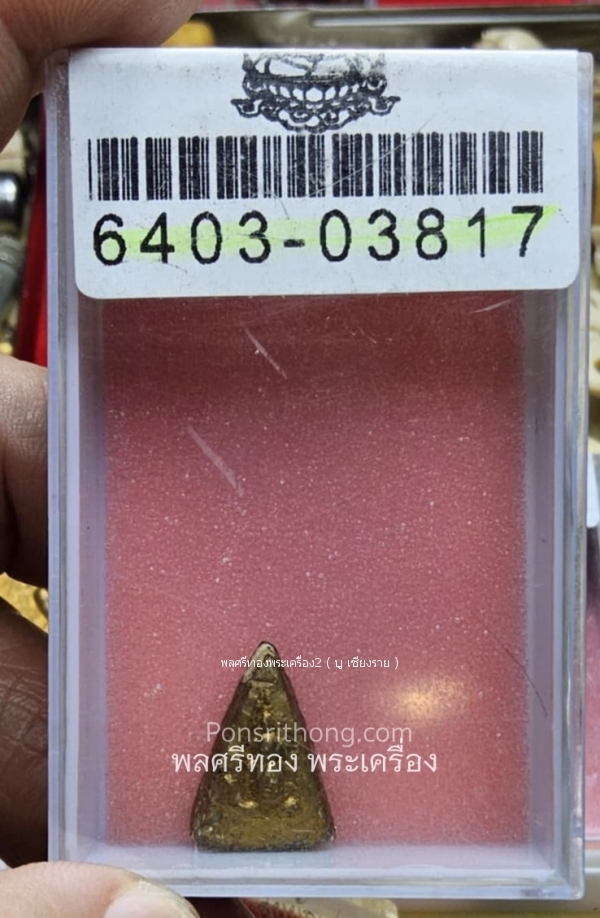 6403-03817
พลศรีทองพระเครื่อง2 ( บู เชียงราย )
Ponsrithong.com
พลศรีทอง พระเครื่อง